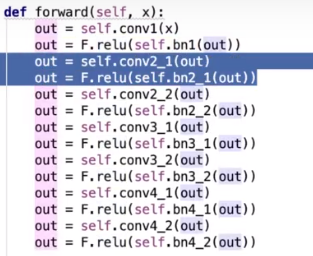 def forward(self, x):
out = self.conv1(x)
out = F.relu(self.bn1(out))
out = self.conv2_1(out)
out = F.relu(self.bn2_1(out))
out = self.conv2_2(out)
out = F.relu(self.bn2_2(out))
out = self.conv3_1(out)
out = F.relu(self.bn3_1(out))
out = self.conv3_2(out)
out = F.relu(self.bn3_2(out))
out = self.conv4_1(out)
out = F.relu(self.bn4_1(out))
out = self.conv4_2(out)
out = F.relu(self.bn4_2(out))